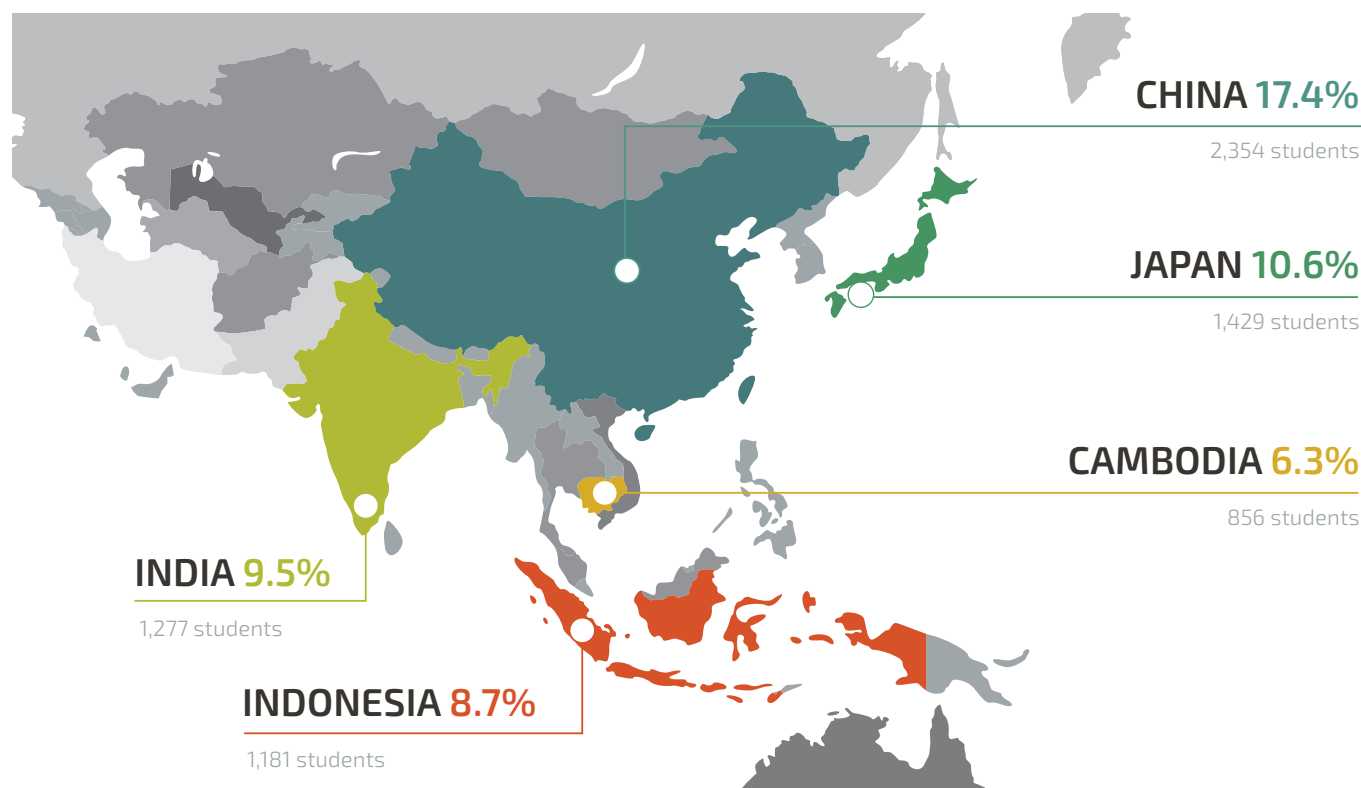 CHINA 17.4%
2,354 students
JAPAN 10.6%
1,429 students
CAMBODIA 6.3%
856 students
INDIA 9.5%
1,277 students
INDONESIA 8.7%
1,181 students